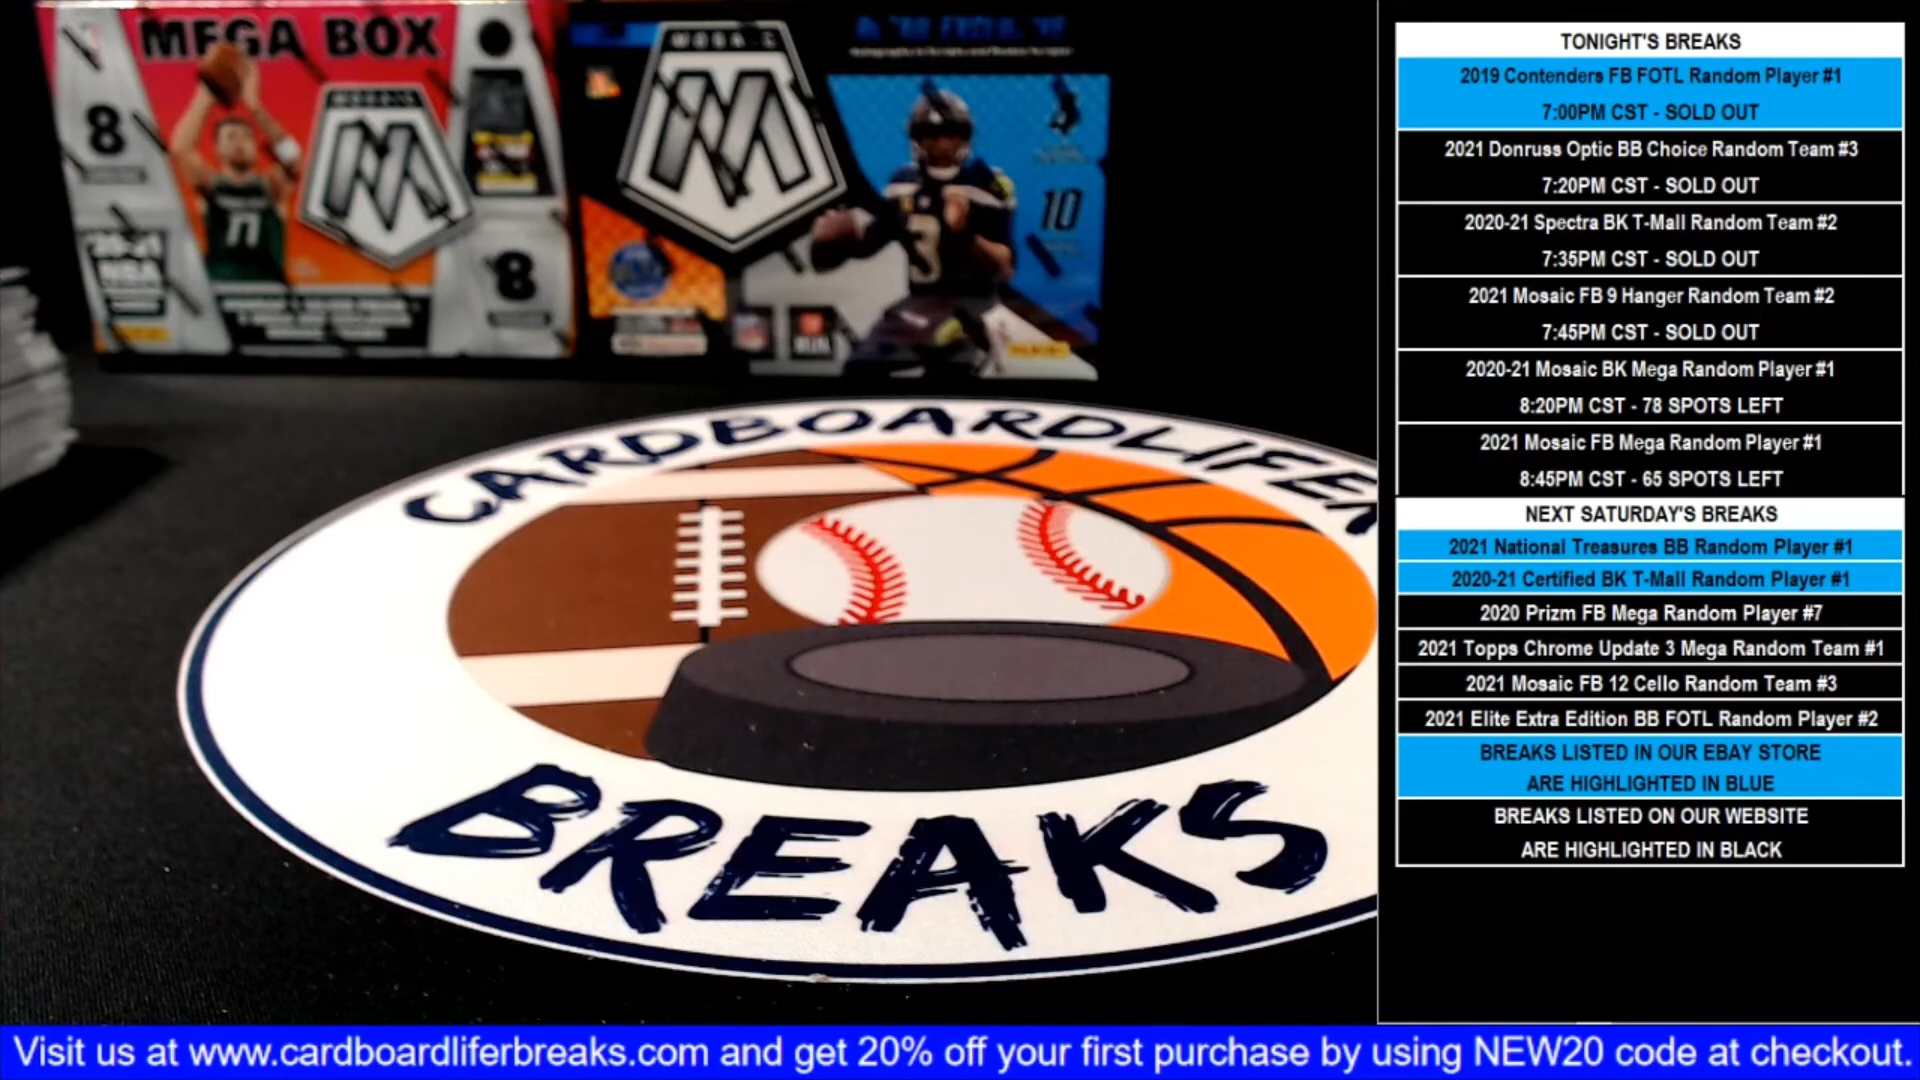 MEGA BOX
MOSAIC
8
77
20-21
NBA
8
MOSAIC
10
3
CARDBOARDLIFER
BREAKS
TONIGHT'S BREAKS
2019 Contenders FB FOTL Random Player #1
7:00PM CST - SOLD OUT
2021 Donruss Optic BB Choice Random Team #3
7:20PM CST - SOLD OUT
2020-21 Spectra BK T-Mall Random Team #2
7:35PM CST - SOLD OUT
2021 Mosaic FB 9 Hanger Random Team #2
7:45PM CST - SOLD OUT
2020-21 Mosaic BK Mega Random Player #1
8:20PM CST - 78 SPOTS LEFT
2021 Mosaic FB Mega Random Player #1
8:45PM CST - 65 SPOTS LEFT
NEXT SATURDAY'S BREAKS
2021 National Treasures BB Random Player #1
2020-21 Certified BK T-Mall Random Player #1
2020 Prizm FB Mega Random Player #7
2021 Topps Chrome Update 3 Mega Random Team #1
2021 Mosaic FB 12 Cello Random Team #3
2021 Elite Extra Edition BB FOTL Random Player #2
BREAKS LISTED IN OUR EBAY STORE
ARE HIGHLIGHTED IN BLUE
BREAKS LISTED ON OUR WEBSITE
ARE HIGHLIGHTED IN BLACK
Visit us at www.cardboardliferbreaks.com and get 20% off your first purchase by using NEW20 code at checkout.